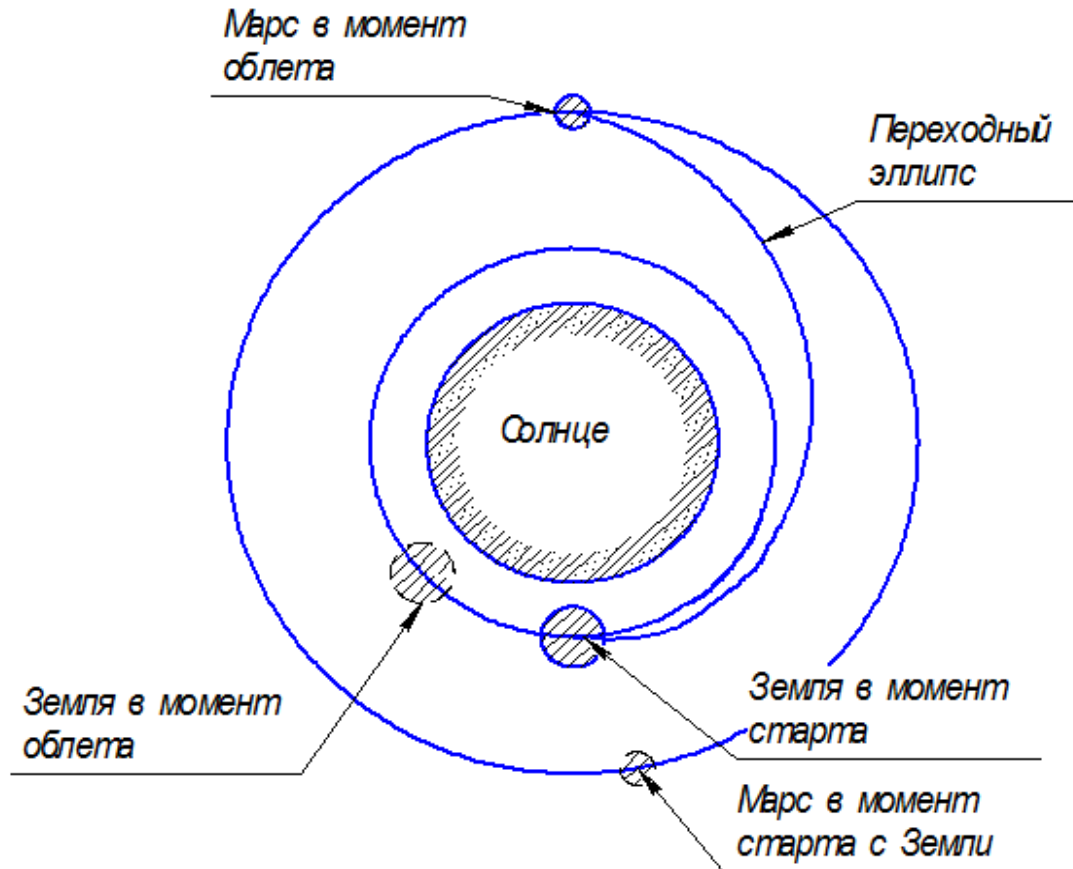 Марс в момент
облета
Переходный
эллипс
Солнце
Земля в момент
облета
Земля в момент
старта
Марс в момент
старта с Земли